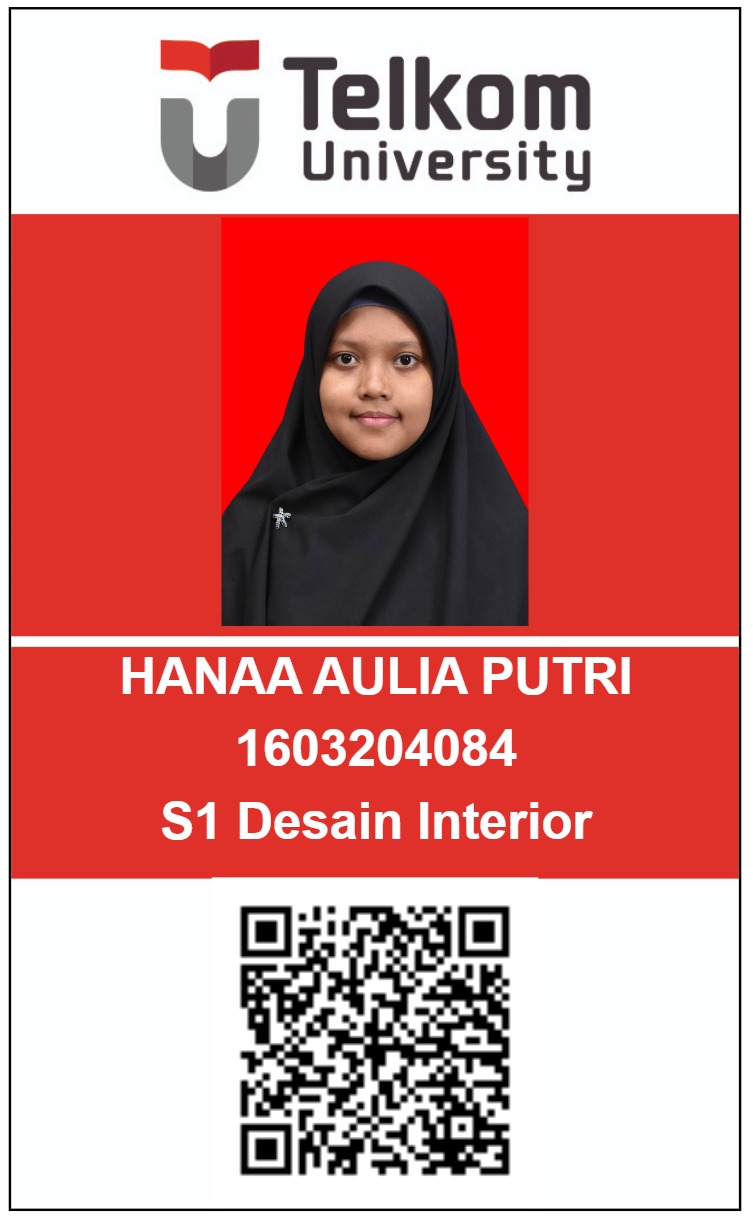 Telkom
University
HANAA AULIA PUTRI
1603204084
S1 Desain Interior